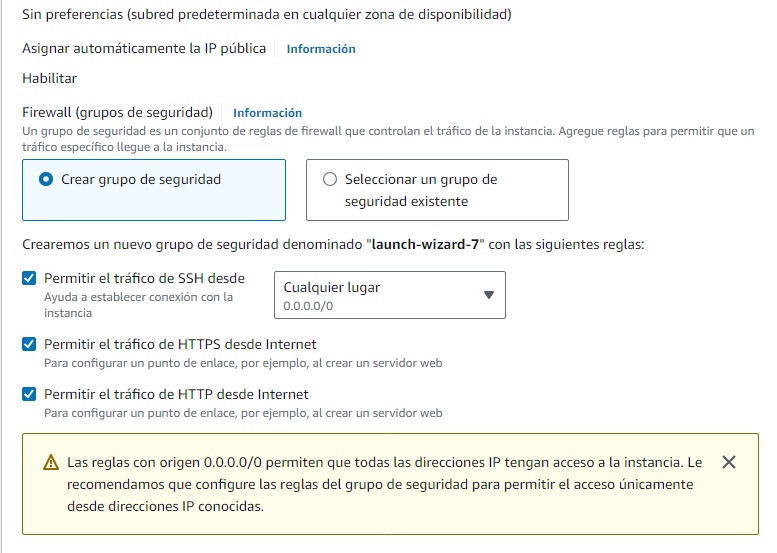 Sin preferencias (subred predeterminada en cualquier zona de disponibilidad)
Asignar automáticamente la IP pública Información
Habilitar
Firewall (grupos de seguridad) Información
Un grupo de seguridad es un conjunto de reglas de firewall que controlan el tráfico de la instancia. Agregue reglas para permitir que un
tráfico específico llegue a la instancia.
Crear grupo de seguridad
Seleccionar un grupo de
seguridad existente
Crearemos un nuevo grupo de seguridad denominado "launch-wizard-7" con las siguientes reglas:
Permitir el tráfico de SSH desde
Ayuda a establecer conexión con la
instancia
Cualquier lugar
0.0.0.0/0
Permitir el tráfico de HTTPS desde Internet
Para configurar un punto de enlace, por ejemplo, al crear un servidor web
Permitir el tráfico de HTTP desde Internet
Para configurar un punto de enlace, por ejemplo, al crear un servidor web
Las reglas con origen 0.0.0.0/0 permiten que todas las direcciones IP tengan acceso a la instancia. Le
recomendamos que configure las reglas del grupo de seguridad para permitir el acceso únicamente
desde direcciones IP conocidas.